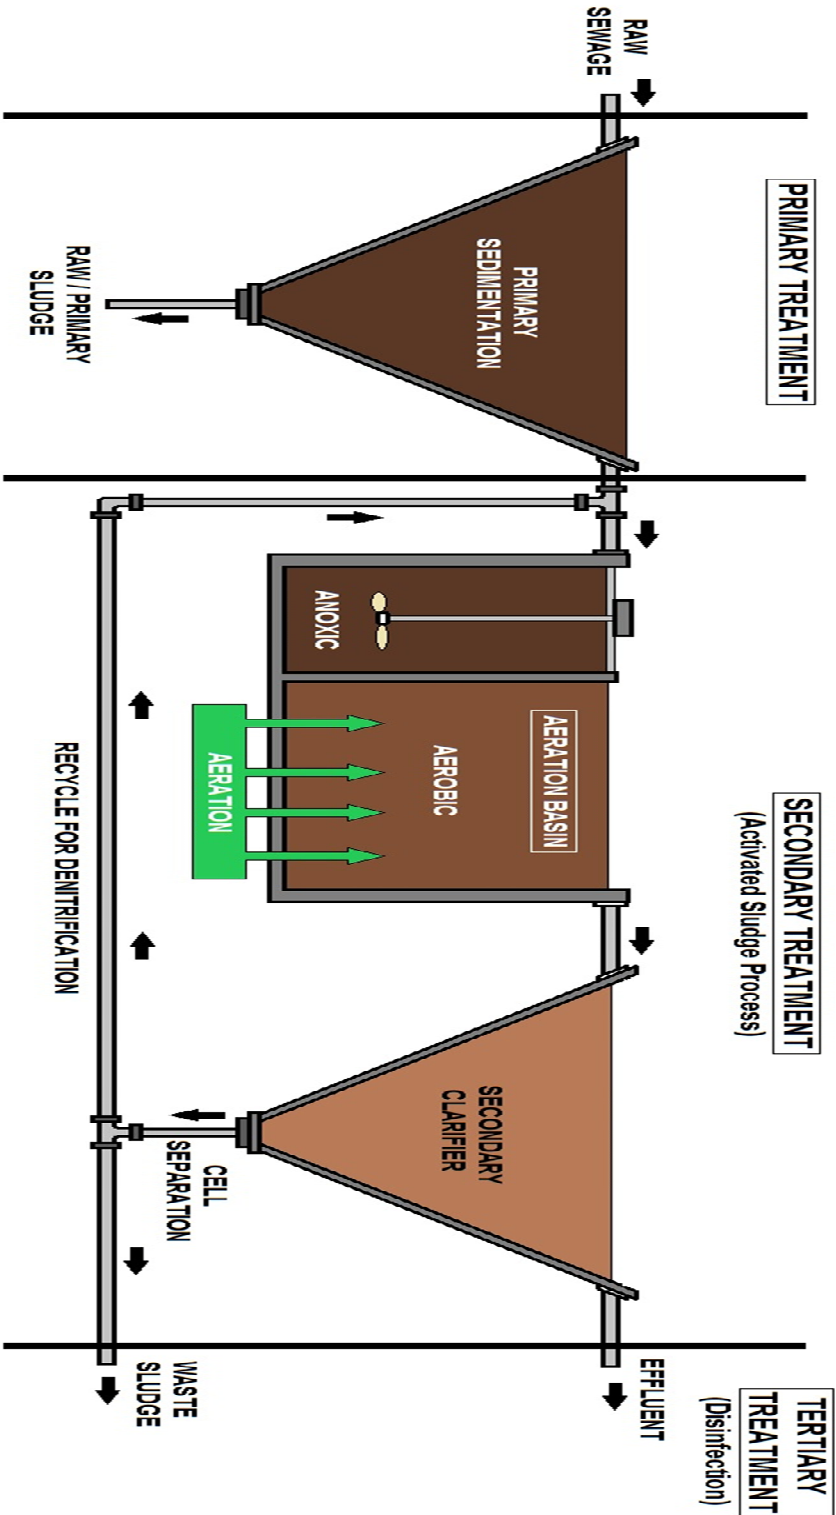 PRIMARY TREATMENT
SECONDARY TREATMENT
(Activated Sludge Process)
TERTIARY
TREATMENT
(Disinfection)
RAW
SEWAGE
PRIMARY
SEDIMENTATION
RAW / PRIMARY
SLUDGE
AERATION BASIN
ANOXIC
AEROBIC
AERATION
SECONDARY
CLARIFIER
CELL
SEPARATION
RECYCLE FOR DENITRIFICATION
EFFLUENT
WASTE
SLUDGE